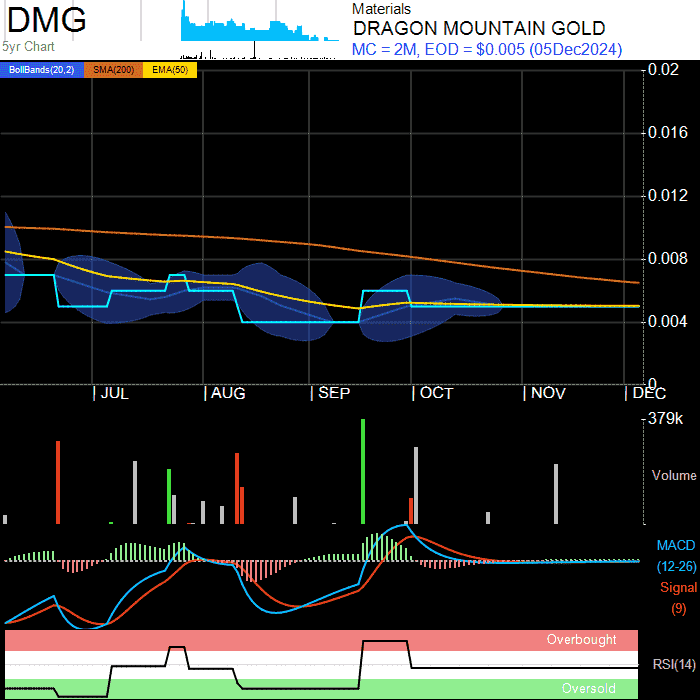 DMG
5yr Chart
Materials
DRAGON MOUNTAIN GOLD
MC = 2M, EOD = $0.005 (05Dec2024)
BollBands(20,2) SMA(200) EMA(50)
0.02
0.016
0.012
0.008
0.004
0
JUL AUG SEP OCT NOV DEC
379k
Volume
MACD
(12-26)
Signal
(9)
Overbought
RSI(14)
Oversold